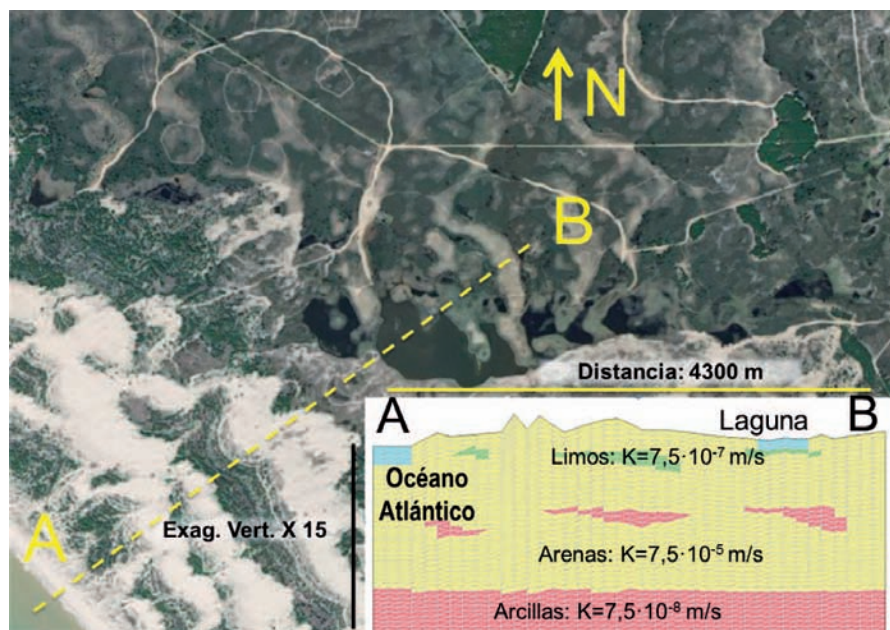 N
B
Distancia: 4300 m
A
Laguna
B
Limos: K=7,5·10⁻⁷ m/s
Océano
Atlántico
A
Exag. Vert. X 15
Arenas: K=7,5·10⁻⁵ m/s
Arcillas: K=7,5·10⁻⁸ m/s